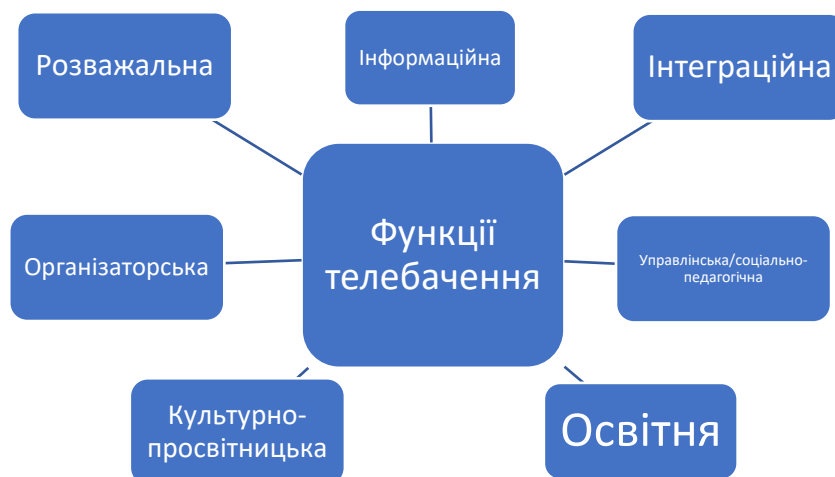 Розважальна
Інформаційна
Інтеграційна
Функції
телебачення
Організаторська
Управлінська/соціально-
педагогічна
Культурно-
просвітницька
Освітня